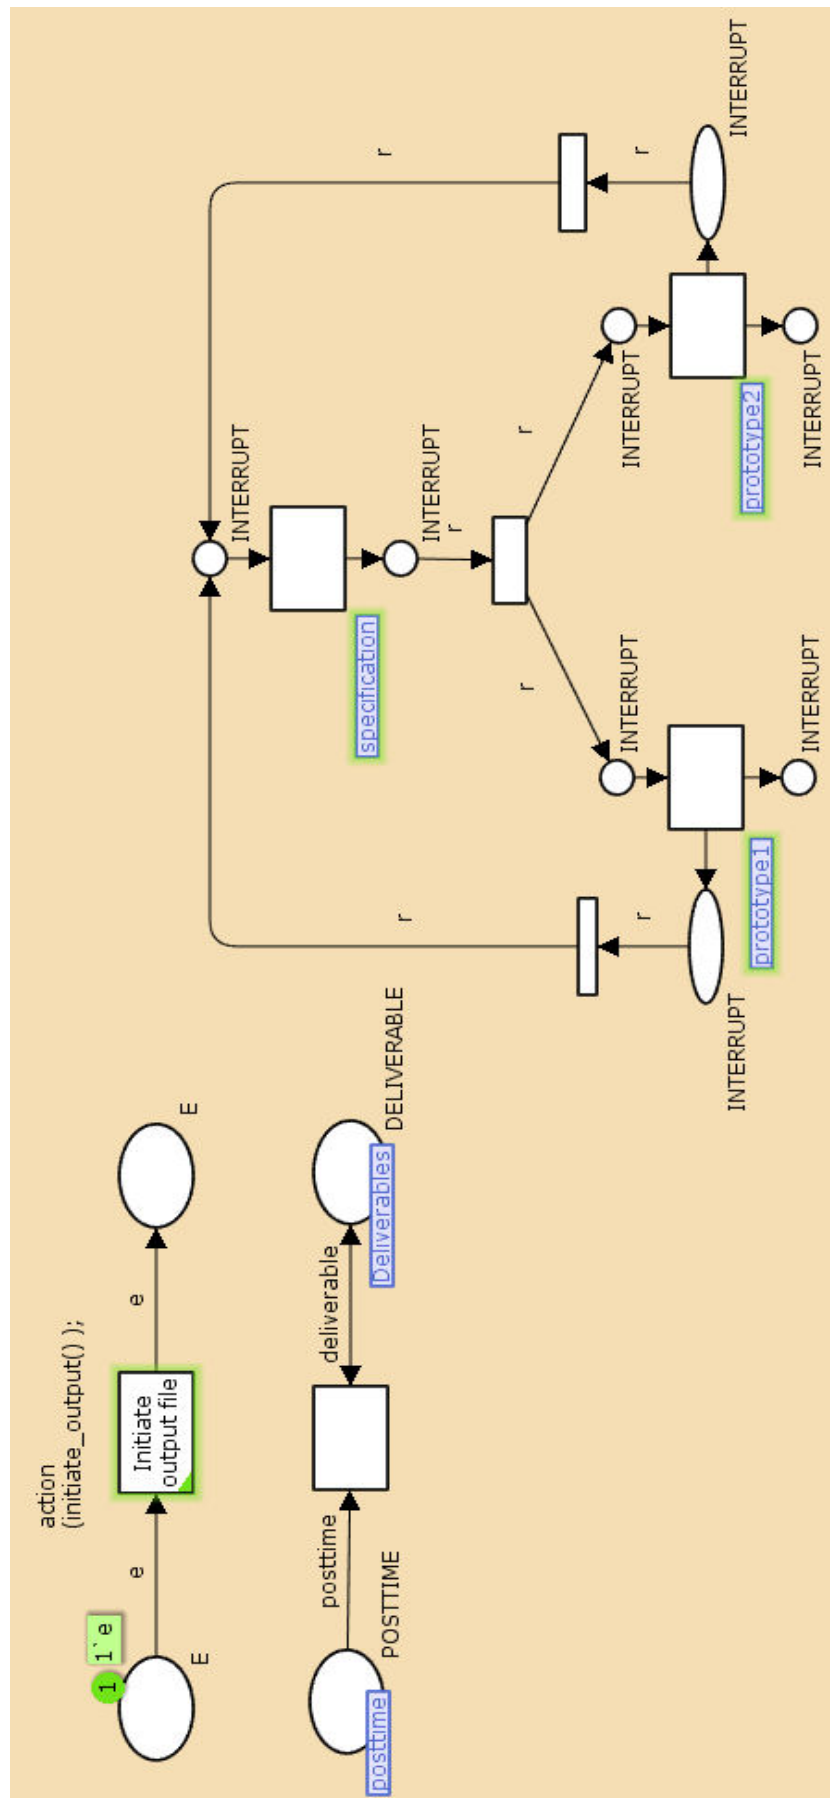 action
(initiate_output() );
1
1`e
e
Initiate
output file
e
E
E
posttime
deliverable
posttime
POSTTIME
Deliverables
DELIVERABLE
r
r
INTERRUPT
specification
INTERRUPT
r
r
r
INTERRUPT
INTERRUPT
r
r
INTERRUPT
prototype1
INTERRUPT
prototype2
INTERRUPT
INTERRUPT